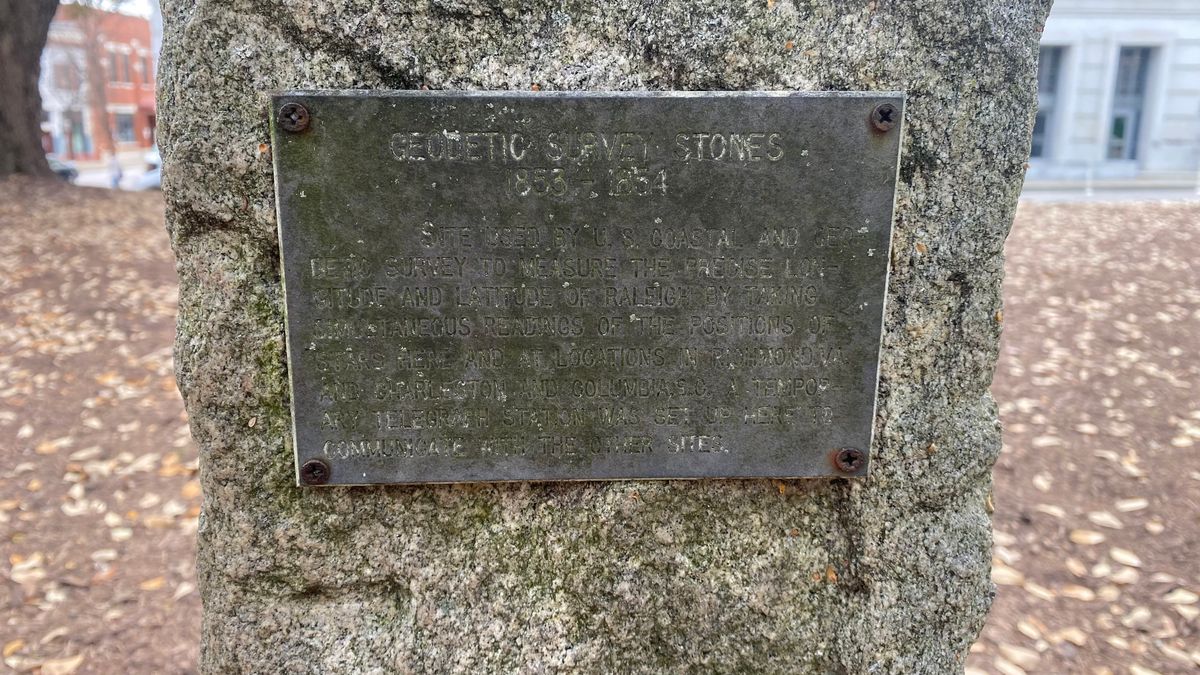 GEODETIC SURVEY STONES
1853 - 1854
SITE USED BY U. S. COASTAL AND GEO-
DETIC SURVEY TO MEASURE THE PRECISE LON-
GITUDE AND LATITUDE OF RALEIGH BY TAKING
SIMULTANEOUS READINGS OF THE POSITIONS OF
STARS HERE AND AT LOCATIONS IN RICHMOND, VA.
AND CHARLESTON AND COLUMBIA, S.C. A TEMPOR-
ARY TELEGRAPH STATION WAS SET UP HERE TO
COMMUNICATE WITH THE OTHER SITES.